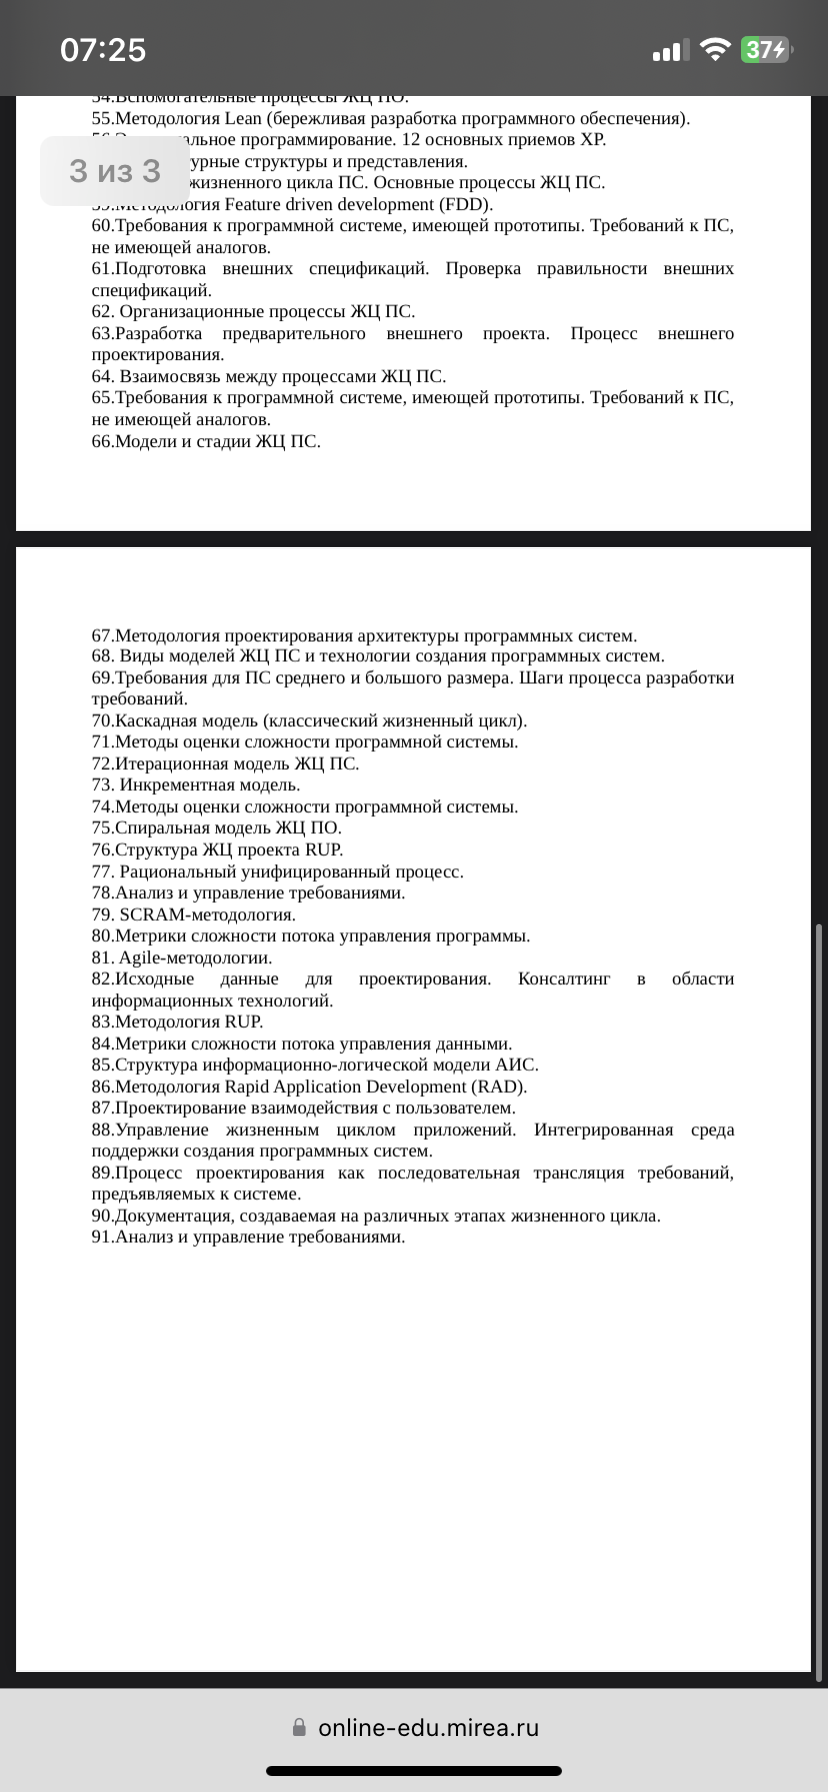 07:25
37
54.Вспомогательные процессы ЖЦ ПО.
55.Методология Lean (бережливая разработка программного обеспечения).
программирование. 12 основных приемов XP.
3 из 3
структуры и представления.
жизненного цикла ПС. Основные процессы ЖЦ ПС.
59.Методология Feature driven development (FDD).
60.Требования к программной системе, имеющей прототипы. Требований к ПС,
не имеющей аналогов.
61.Подготовка внешних спецификаций. Проверка правильности внешних
спецификаций.
62. Организационные процессы ЖЦ ПС.
63.Разработка предварительного внешнего проекта. Процесс внешнего
проектирования.
64. Взаимосвязь между процессами ЖЦ ПС.
65.Требования к программной системе, имеющей прототипы. Требований к ПС,
не имеющей аналогов.
66.Модели и стадии ЖЦ ПС.
67.Методология проектирования архитектуры программных систем.
68. Виды моделей ЖЦ ПС и технологии создания программных систем.
69.Требования для ПС среднего и большого размера. Шаги процесса разработки
требований.
70.Каскадная модель (классический жизненный цикл).
71.Методы оценки сложности программной системы.
72.Итерационная модель ЖЦ ПС.
73. Инкрементная модель.
74.Методы оценки сложности программной системы.
75.Спиральная модель ЖЦ ПО.
76.Структура ЖЦ проекта RUP.
77. Рациональный унифицированный процесс.
78.Анализ и управление требованиями.
79. SCRAM-методология.
80.Метрики сложности потока управления программы.
81. Agile-методологии.
82.Исходные данные для проектирования. Консалтинг в области
информационных технологий.
83.Методология RUP.
84.Метрики сложности потока управления данными.
85.Структура информационно-логической модели АИС.
86.Методология Rapid Application Development (RAD).
87.Проектирование взаимодействия с пользователем.
88.Управление жизненным циклом приложений. Интегрированная среда
поддержки создания программных систем.
89.Процесс проектирования как последовательная трансляция требований,
предъявляемых к системе.
90.Документация, создаваемая на различных этапах жизненного цикла.
91.Анализ и управление требованиями.
online-edu.mirea.ru